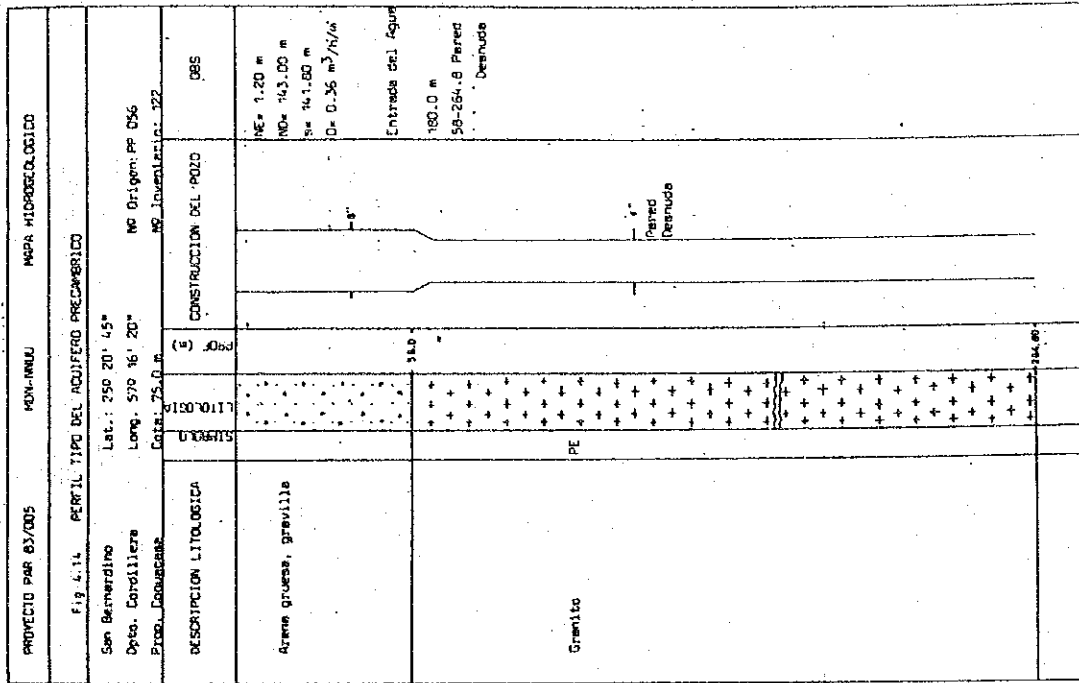 PROYECTO PAR 83/005 MDN-NNUU MAPA HIDROGEOLOGICO
Fig 4.14 PERFIL TIPO DEL ACUIFERO PRECAMBRICO
San Bernardino Lat.: 25º 20' 45"
Dpto. Cordillera Long. 57º 16' 20" Nº Origen: PP 056
Prop. Cota: 75.0 m Nº Inventario: 122
DESCRIPCION LITOLOGICA SIMBOLO LITOLOGIA PROF (m) CONSTRUCCION DEL POZO OBS
Arena gruesa, gravilla
NE= 1.20 m
ND= 143.00 m
s= 141.80 m
Q= 0.36 m³/h/m
8"
Entrada del Agua
58.0
180.0 m
58-264.8 Pared
Desnuda
PE
Granito
Pared
Desnuda
264.80